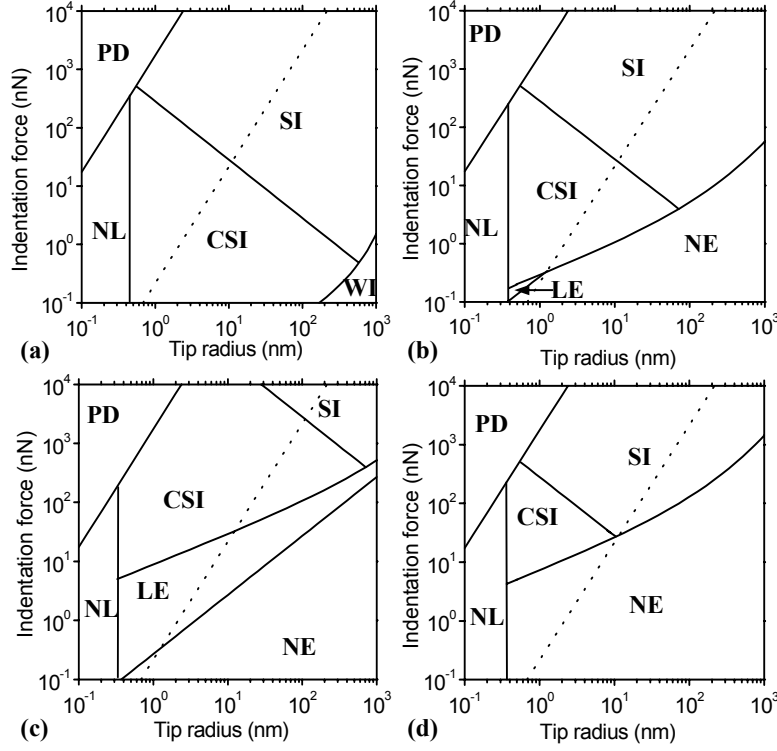 10^4
10^3
10^2
10^1
10^0
10^-1
Indentation force (nN)
PD
SI
NL
CSI
WI
10^-1 10^0 10^1 10^2 10^3
(a)
Tip radius (nm)
10^4
10^3
10^2
10^1
10^0
10^-1
Indentation force (nN)
PD
SI
CSI
NL
NE
LE
10^-1 10^0 10^1 10^2 10^3
(b)
Tip radius (nm)
10^4
10^3
10^2
10^1
10^0
10^-1
Indentation force (nN)
PD
SI
CSI
LE
NL
NE
10^-1 10^0 10^1 10^2 10^3
(c)
Tip radius (nm)
10^4
10^3
10^2
10^1
10^0
10^-1
Indentation force (nN)
PD
SI
CSI
NL
NE
10^-1 10^0 10^1 10^2 10^3
(d)
Tip radius (nm)